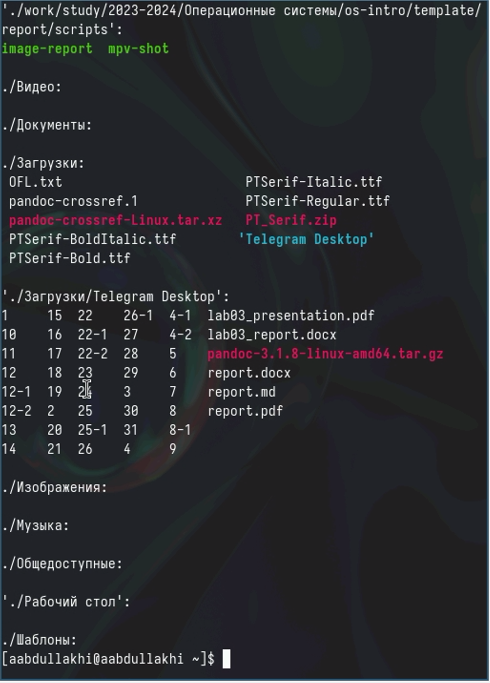 './work/study/2023-2024/Операционные системы/os-intro/template/
report/scripts':
image-report  mpv-shot
./Видео:
./Документы:
./Загрузки:
OFL.txt  PTSerif-Italic.ttf
pandoc-crossref.1  PTSerif-Regular.ttf
pandoc-crossref-Linux.tar.xz  PT_Serif.zip
PTSerif-BoldItalic.ttf  'Telegram Desktop'
PTSerif-Bold.ttf
'./Загрузки/Telegram Desktop':
1  15  22  26-1  4-1  lab03_presentation.pdf
10  16  22-1  27  4-2  lab03_report.docx
11  17  22-2  28  5  pandoc-3.1.8-linux-amd64.tar.gz
12  18  23  29  6  report.docx
12-1  19  24  3  7  report.md
12-2  2  25  30  8  report.pdf
13  20  25-1  31  8-1
14  21  26  4  9
./Изображения:
./Музыка:
./Общедоступные:
'./Рабочий стол':
./Шаблоны:
[aabdullakhi@aabdullakhi ~]$